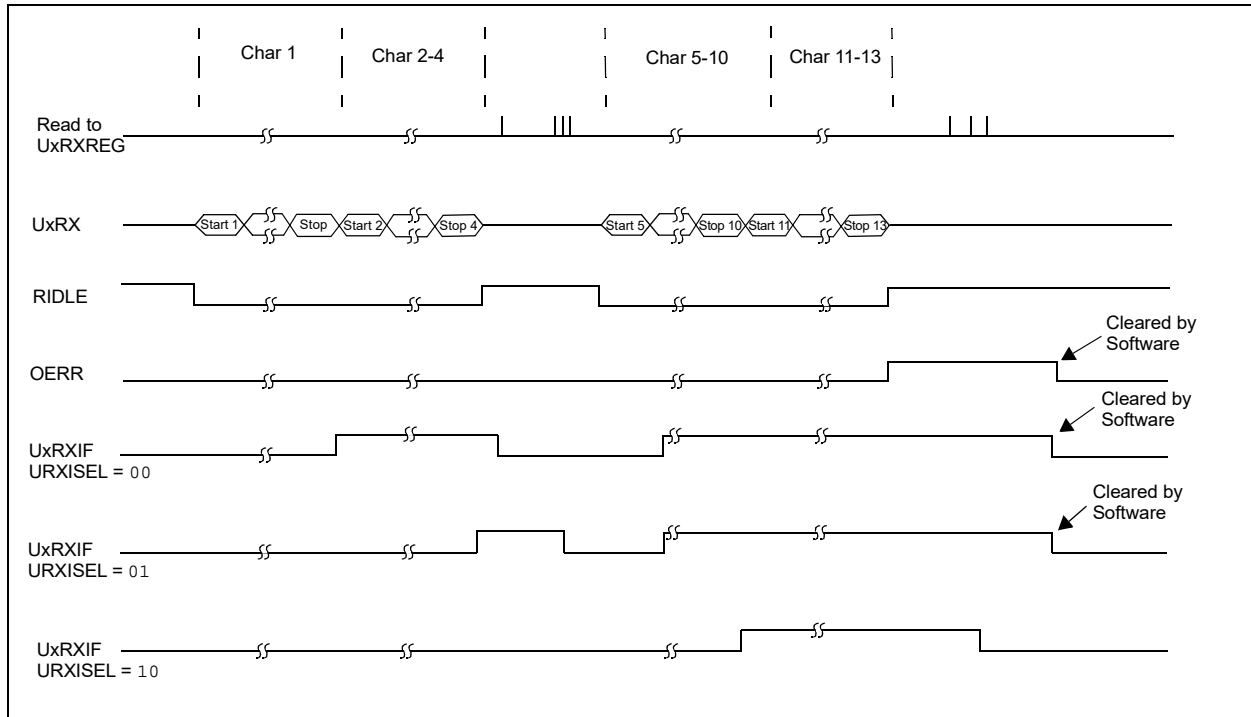 Char 1
Char 2-4
Char 5-10
Char 11-13
Read to
UxRXREG
UxRX
Start 1
Stop
Start 2
Stop 4
Start 5
Stop 10
Start 11
Stop 13
RIDLE
Cleared by
Software
OERR
Cleared by
Software
UxRXIF
URXISEL = 00
Cleared by
Software
UxRXIF
URXISEL = 01
UxRXIF
URXISEL = 10